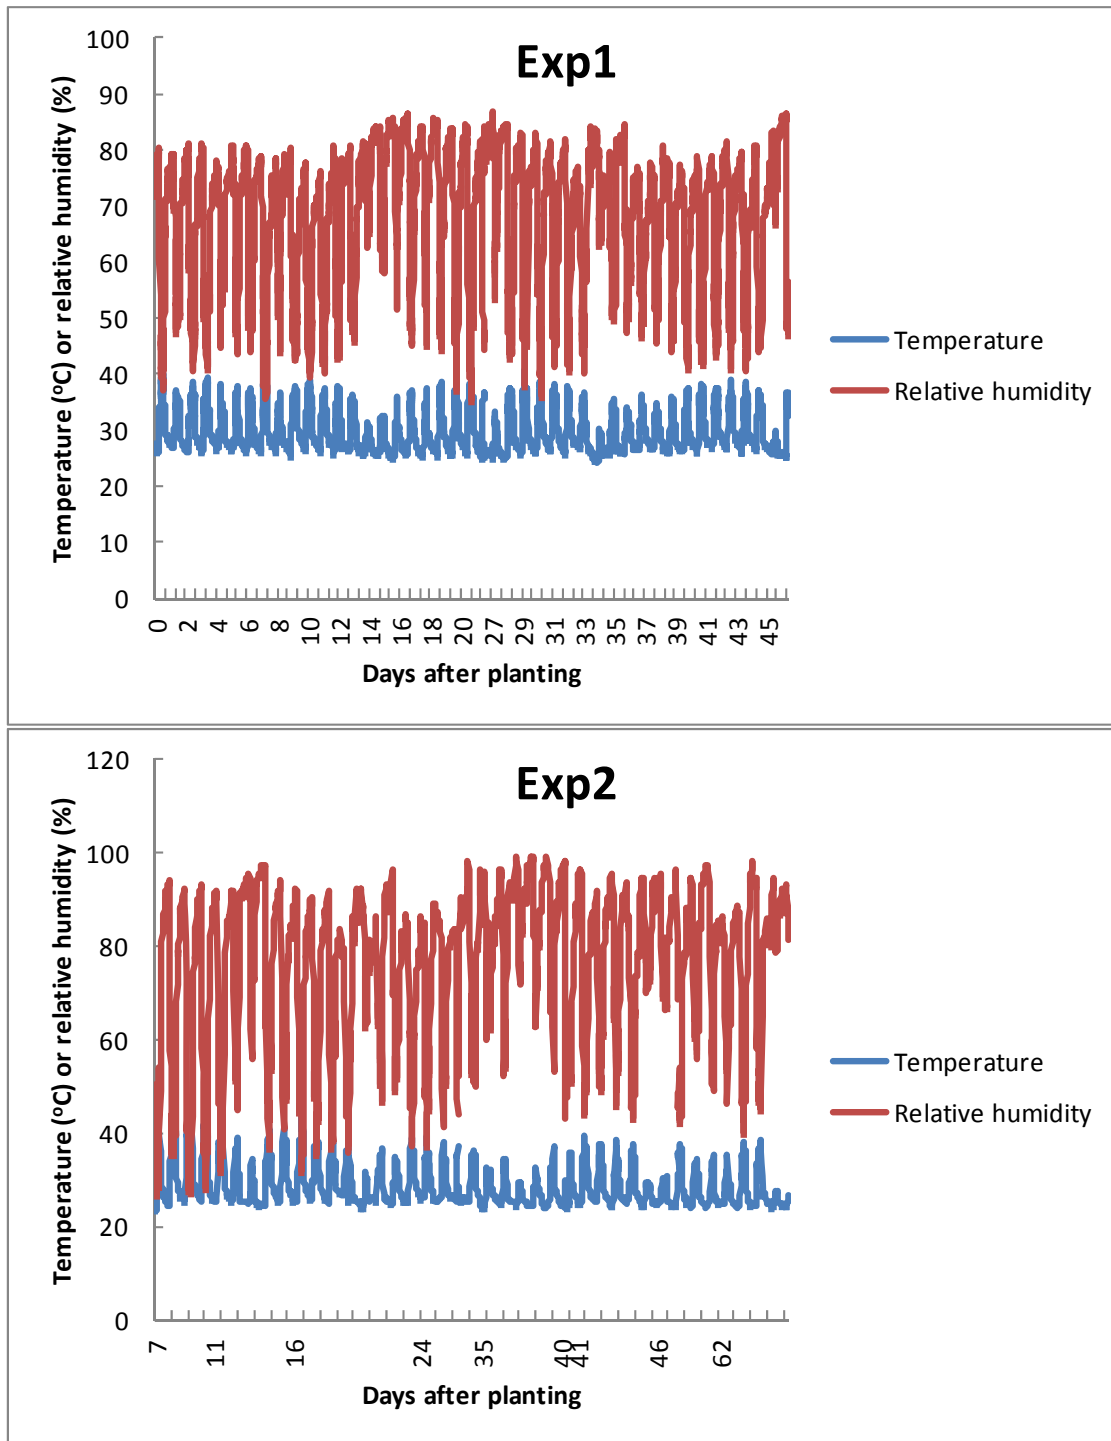 Exp1
Temperature (°C) or relative humidity (%)
100
90
80
70
60
50
40
30
20
10
0
0 2 4 6 8 10 12 14 16 18 20 27 29 31 33 35 37 39 41 43 45
Days after planting
Temperature
Relative humidity
Exp2
Temperature (°C) or relative humidity (%)
120
100
80
60
40
20
0
7 11 16 24 35 40 41 46 62
Days after planting
Temperature
Relative humidity